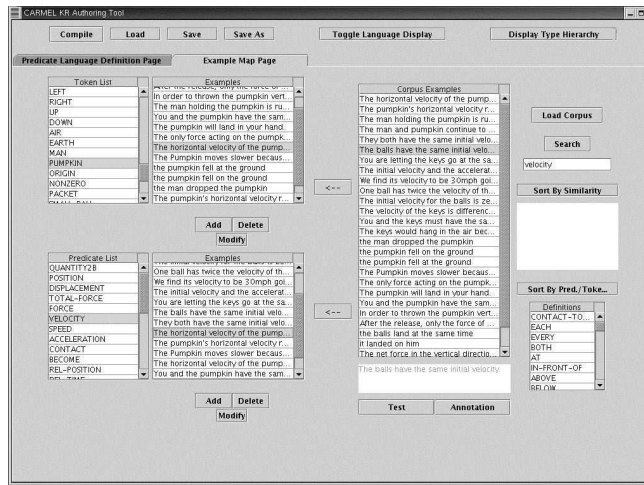 CARMEL KR Authoring Tool
Compile
Load
Save
Save As
Toggle Language Display
Display Type Hierarchy
Predicate Language Definition Page
Example Map Page
Token List
LEFT
RIGHT
UP
DOWN
AIR
EARTH
MAN
PUMPKIN
ORIGIN
NONZERO
PACKET
Examples
After the release, only the force of ...
In order to thrown the pumpkin vert...
The man holding the pumpkin is ru...
You and the pumpkin have the sam...
The pumpkin will land in your hand.
The only force acting on the pumpk...
The horizontal velocity of the pump...
The Pumpkin moves slower becaus...
the pumpkin fell at the ground
the pumpkin fell on the ground
the man dropped the pumpkin
The pumpkin's horizontal velocity r...
Add
Delete
Modify
Predicate List
QUANTITY2B
POSITION
DISPLACEMENT
TOTAL-FORCE
FORCE
VELOCITY
SPEED
ACCELERATION
CONTACT
BECOME
REL-POSITION
REL-TIME
Examples
The initial velocity for the balls is ze...
One ball has twice the velocity of th...
We find its velocity to be 30mph goi...
The initial velocity and the accelerat...
You are letting the keys go at the sa...
The balls have the same initial velo...
They both have the same initial velo...
The horizontal velocity of the pump...
The pumpkin's horizontal velocity r...
The Pumpkin moves slower becaus...
The horizontal velocity of the pump...
You and the pumpkin have the sam...
Add
Delete
Modify
<--
<--
Corpus Examples
The horizontal velocity of the pump...
The pumpkin's horizontal velocity r...
The man holding the pumpkin is ru...
The man and pumpkin continue to ...
They both have the same initial velo...
The balls have the same initial velo...
You are letting the keys go at the sa...
The initial velocity and the accelerat...
We find its velocity to be 30mph goi...
One ball has twice the velocity of th...
The initial velocity for the balls is ze...
The velocity of the keys is differenc...
You and the keys must have the sa...
The keys would hang in the air bec...
the man dropped the pumpkin
the pumpkin fell on the ground
the pumpkin fell at the ground
The Pumpkin moves slower becaus...
The only force acting on the pumpk...
The pumpkin will land in your hand.
You and the pumpkin have the sam...
In order to thrown the pumpkin vert...
After the release, only the force of ...
the balls land at the same time
it landed on him
The net force in the vertical directio...
The balls have the same initial velocity.
Test
Annotation
Load Corpus
Search
velocity
Sort By Similarity
Sort By Pred./Toke...
Definitions
CONTACT-TO...
EACH
EVERY
BOTH
AT
IN-FRONT-OF
ABOVE
BELOW